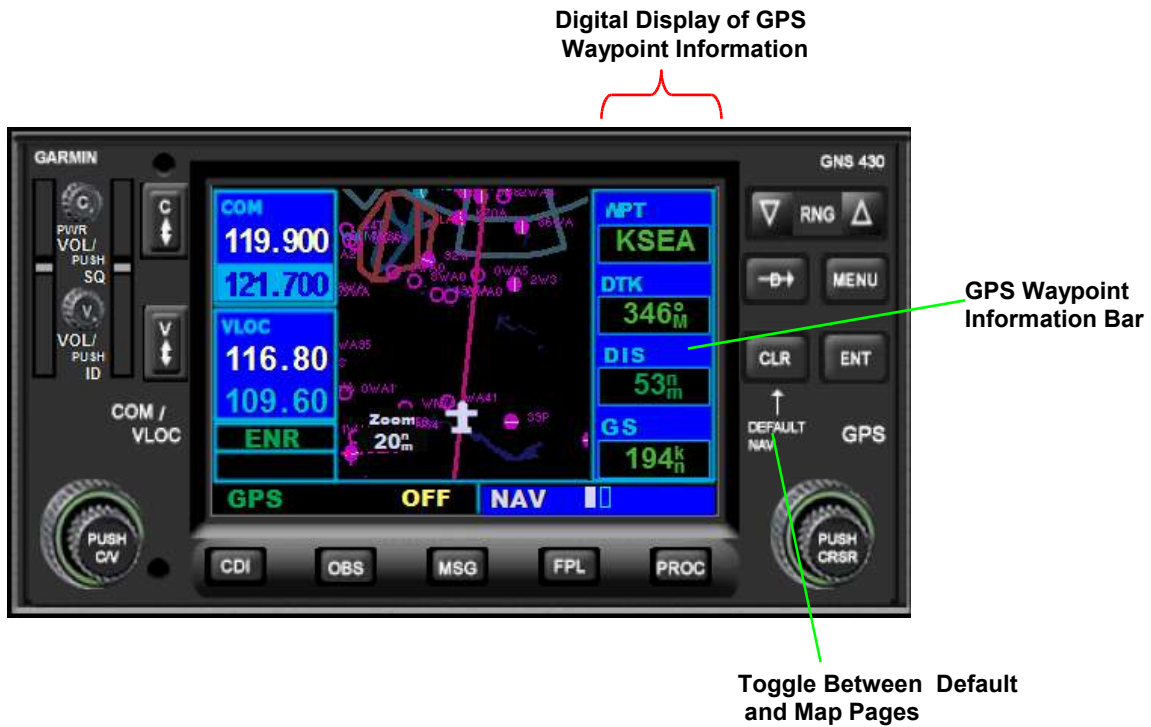 Digital Display of GPS
Waypoint Information
GARMIN
GNS 430
C
PWR
VOL/
PUSH
SQ
C
V
VOL/
PUSH
ID
V
COM /
VLOC
PUSH
C/V
COM
119.900
121.700
VLOC
116.80
109.60
ENR
GPS
OFF
NAV
Zoom
20nm
2W3
39P
WPT
KSEA
DTK
346°M
DIS
53nm
GS
194kn
RNG
D
MENU
CLR
ENT
DEFAULT
NAV
GPS
PUSH
CRSR
CDI
OBS
MSG
FPL
PROC
GPS Waypoint
Information Bar
Toggle Between Default
and Map Pages